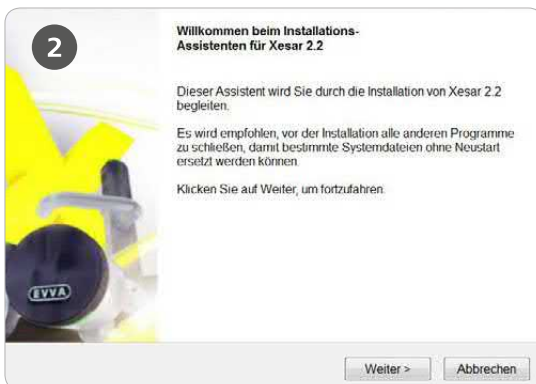 2
Willkommen beim Installations-
Assistenten für Xesar 2.2
Dieser Assistent wird Sie durch die Installation von Xesar 2.2
begleiten.
Es wird empfohlen, vor der Installation alle anderen Programme
zu schließen, damit bestimmte Systemdateien ohne Neustart
ersetzt werden können.
Klicken Sie auf Weiter, um fortzufahren.
EVVA
Weiter >
Abbrechen